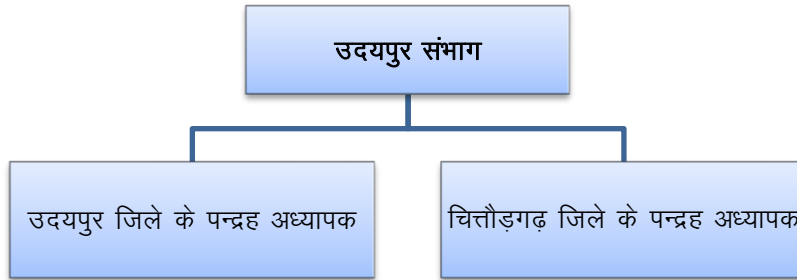 उदयपुर संभाग
उदयपुर जिले के पन्द्रह अध्यापक
चित्तौड़गढ़ जिले के पन्द्रह अध्यापक